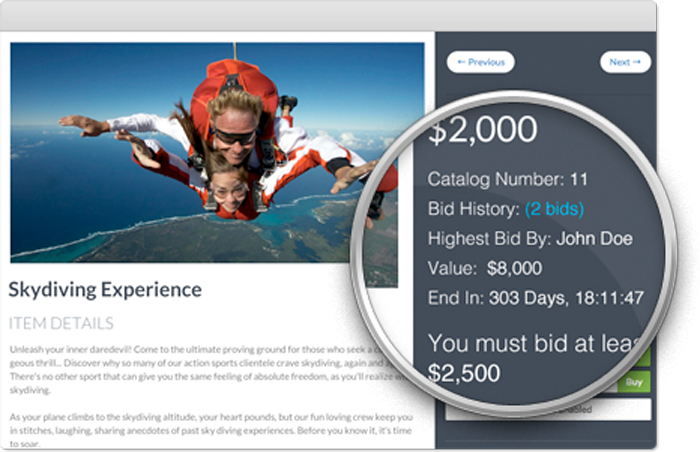 ← Previous
Next →
$2,000
Catalog Number: 11
Bid History: (2 bids)
Highest Bid By: John Doe
Value: $8,000
End In: 303 Days, 18:11:47
You must bid at leas
$2,500
Buy
Skydiving Experience
ITEM DETAILS
Unleash your inner daredevil! Come to the ultimate proving ground for those who seek a
geous thrill... Discover why so many of our action sports clientele crave skydiving, again and
There's no other sport that can give you the same feeling of absolute freedom, as you'll realize
skydiving.
As your plane climbs to the skydiving altitude, your heart pounds, but our fun loving crew keep you
in stitches, laughing, sharing anecdotes of past sky diving experiences. Before you know it, it's time
to soar.